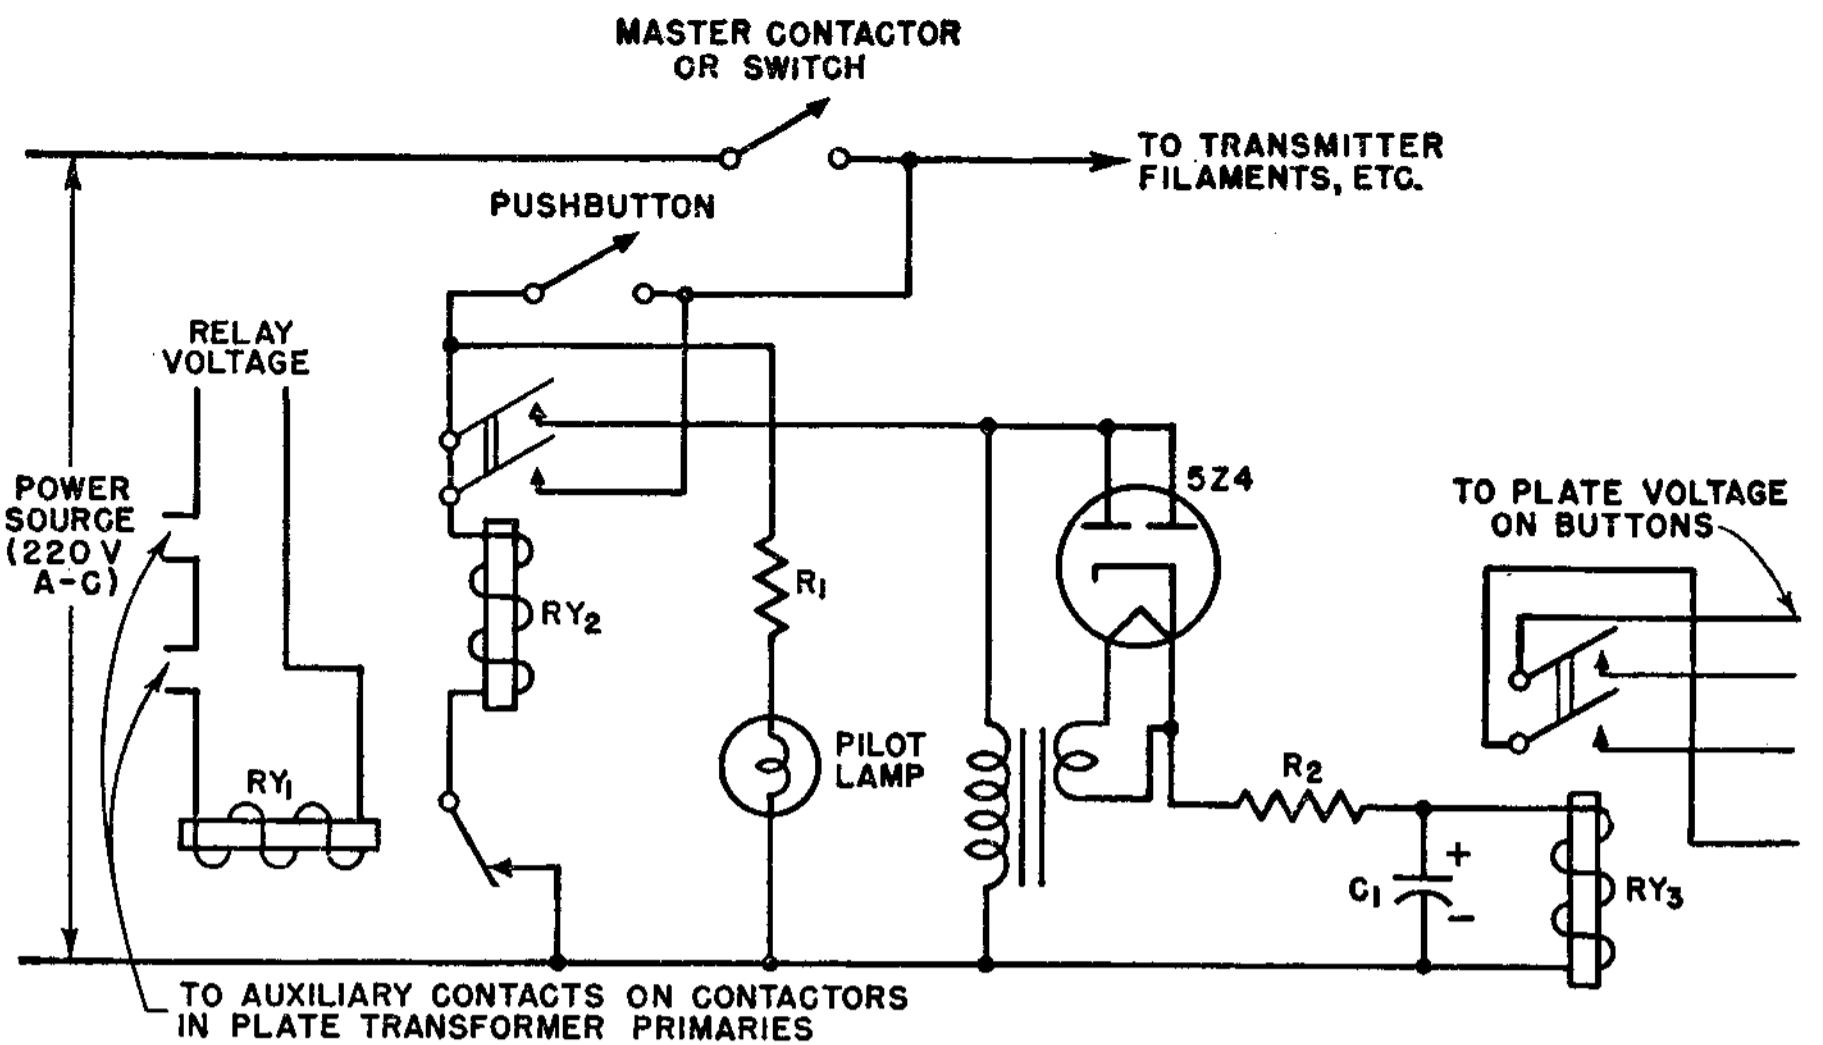 MASTER CONTACTOR
OR SWITCH
TO TRANSMITTER
FILAMENTS, ETC.
PUSHBUTTON
RELAY
VOLTAGE
POWER
SOURCE
(220 V
A-C)
5Z4
TO PLATE VOLTAGE
ON BUTTONS
R1
RY2
PILOT
LAMP
RY1
R2
C1
+
−
RY3
TO AUXILIARY CONTACTS ON CONTACTORS
IN PLATE TRANSFORMER PRIMARIES